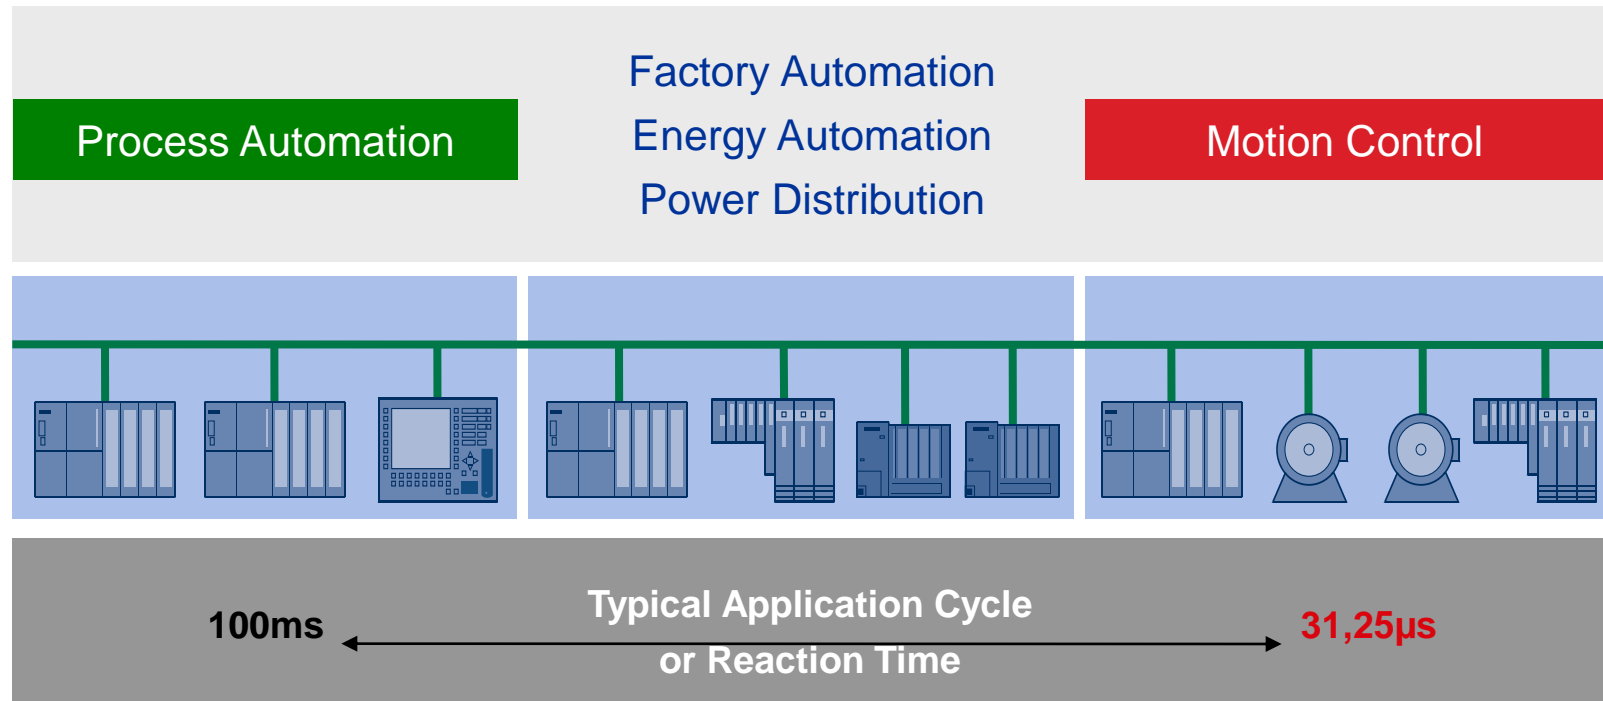 Factory Automation
Process Automation
Energy Automation
Motion Control
Power Distribution
Typical Application Cycle
100ms
31,25µs
or Reaction Time